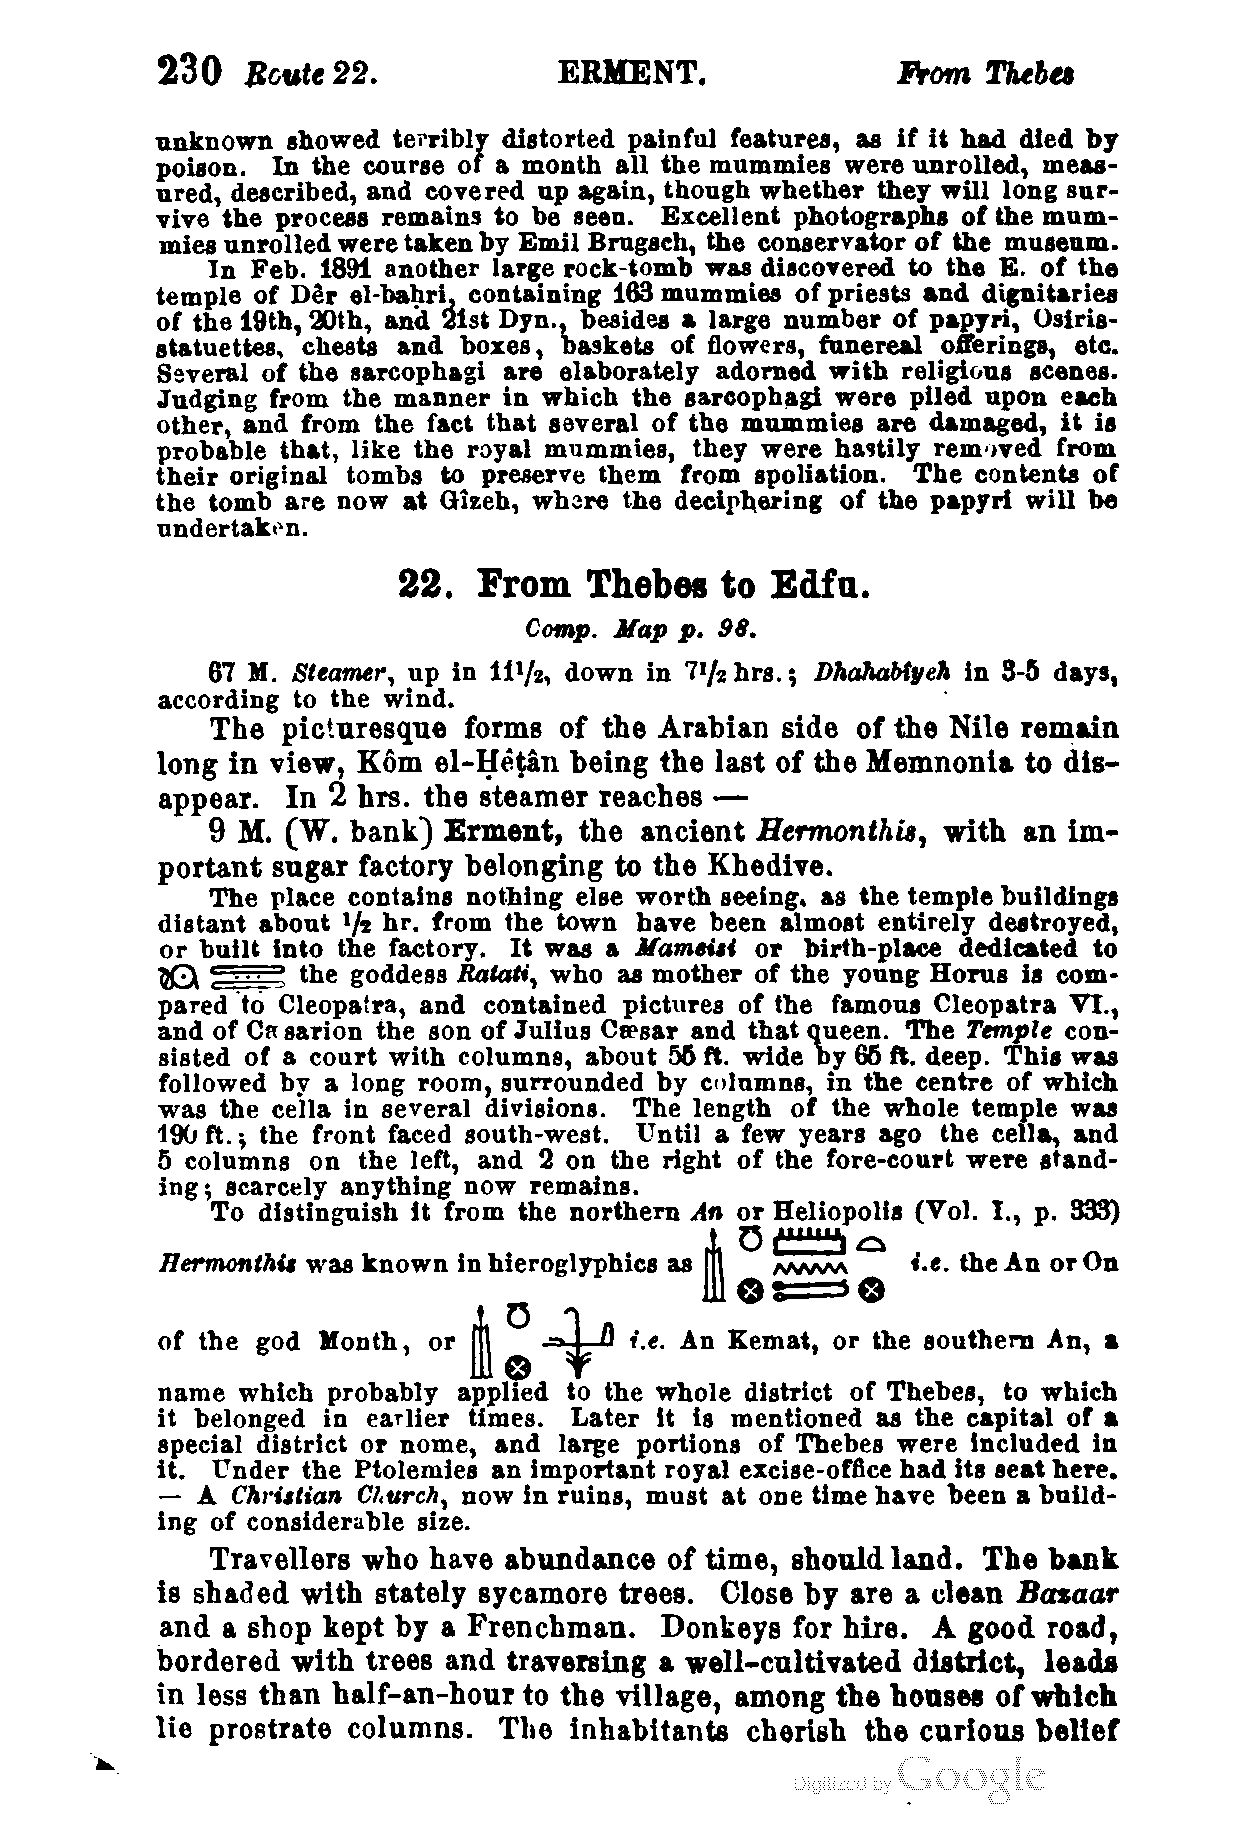 230 Route 22. ERMENT. From Thebes
unknown showed terribly distorted painful features, as if it had died by
poison. In the course of a month all the mummies were unrolled, meas-
ured, described, and covered up again, though whether they will long sur-
vive the process remains to be seen. Excellent photographs of the mum-
mies unrolled were taken by Emil Brugsch, the conservator of the museum.
In Feb. 1891 another large rock-tomb was discovered to the E. of the
temple of Dêr el-baḥri, containing 163 mummies of priests and dignitaries
of the 19th, 20th, and 21st Dyn., besides a large number of papyri, Osiris-
statuettes, chests and boxes, baskets of flowers, funereal offerings, etc.
Several of the sarcophagi are elaborately adorned with religious scenes.
Judging from the manner in which the sarcophagi were piled upon each
other, and from the fact that several of the mummies are damaged, it is
probable that, like the royal mummies, they were hastily removed from
their original tombs to preserve them from spoliation. The contents of
the tomb are now at Gîzeh, where the deciphering of the papyri will be
undertaken.
22. From Thebes to Edfu.
Comp. Map p. 98.
67 M. Steamer, up in 11½, down in 7½ hrs.; Dhahabîyeh in 3-5 days,
according to the wind.
The picturesque forms of the Arabian side of the Nile remain
long in view, Kôm el-Ḥêṭân being the last of the Memnonia to dis-
appear. In 2 hrs. the steamer reaches —
9 M. (W. bank) Erment, the ancient Hermonthis, with an im-
portant sugar factory belonging to the Khedive.
The place contains nothing else worth seeing, as the temple buildings
distant about ½ hr. from the town have been almost entirely destroyed,
or built into the factory. It was a Mameisi or birth-place dedicated to
the goddess Ratati, who as mother of the young Horus is com-
pared to Cleopatra, and contained pictures of the famous Cleopatra VI.,
and of Cæsarion the son of Julius Cæsar and that queen. The Temple con-
sisted of a court with columns, about 55 ft. wide by 65 ft. deep. This was
followed by a long room, surrounded by columns, in the centre of which
was the cella in several divisions. The length of the whole temple was
190 ft.; the front faced south-west. Until a few years ago the cella, and
5 columns on the left, and 2 on the right of the fore-court were stand-
ing; scarcely anything now remains.
To distinguish it from the northern An or Heliopolis (Vol. I., p. 333)
Hermonthis was known in hieroglyphics as i.e. the An or On
of the god Month, or i.e. An Kemat, or the southern An, a
name which probably applied to the whole district of Thebes, to which
it belonged in earlier times. Later it is mentioned as the capital of a
special district or nome, and large portions of Thebes were included in
it. Under the Ptolemies an important royal excise-office had its seat here.
— A Christian Church, now in ruins, must at one time have been a build-
ing of considerable size.
Travellers who have abundance of time, should land. The bank
is shaded with stately sycamore trees. Close by are a clean Bazaar
and a shop kept by a Frenchman. Donkeys for hire. A good road,
bordered with trees and traversing a well-cultivated district, leads
in less than half-an-hour to the village, among the houses of which
lie prostrate columns. The inhabitants cherish the curious belief
Digitized by Google